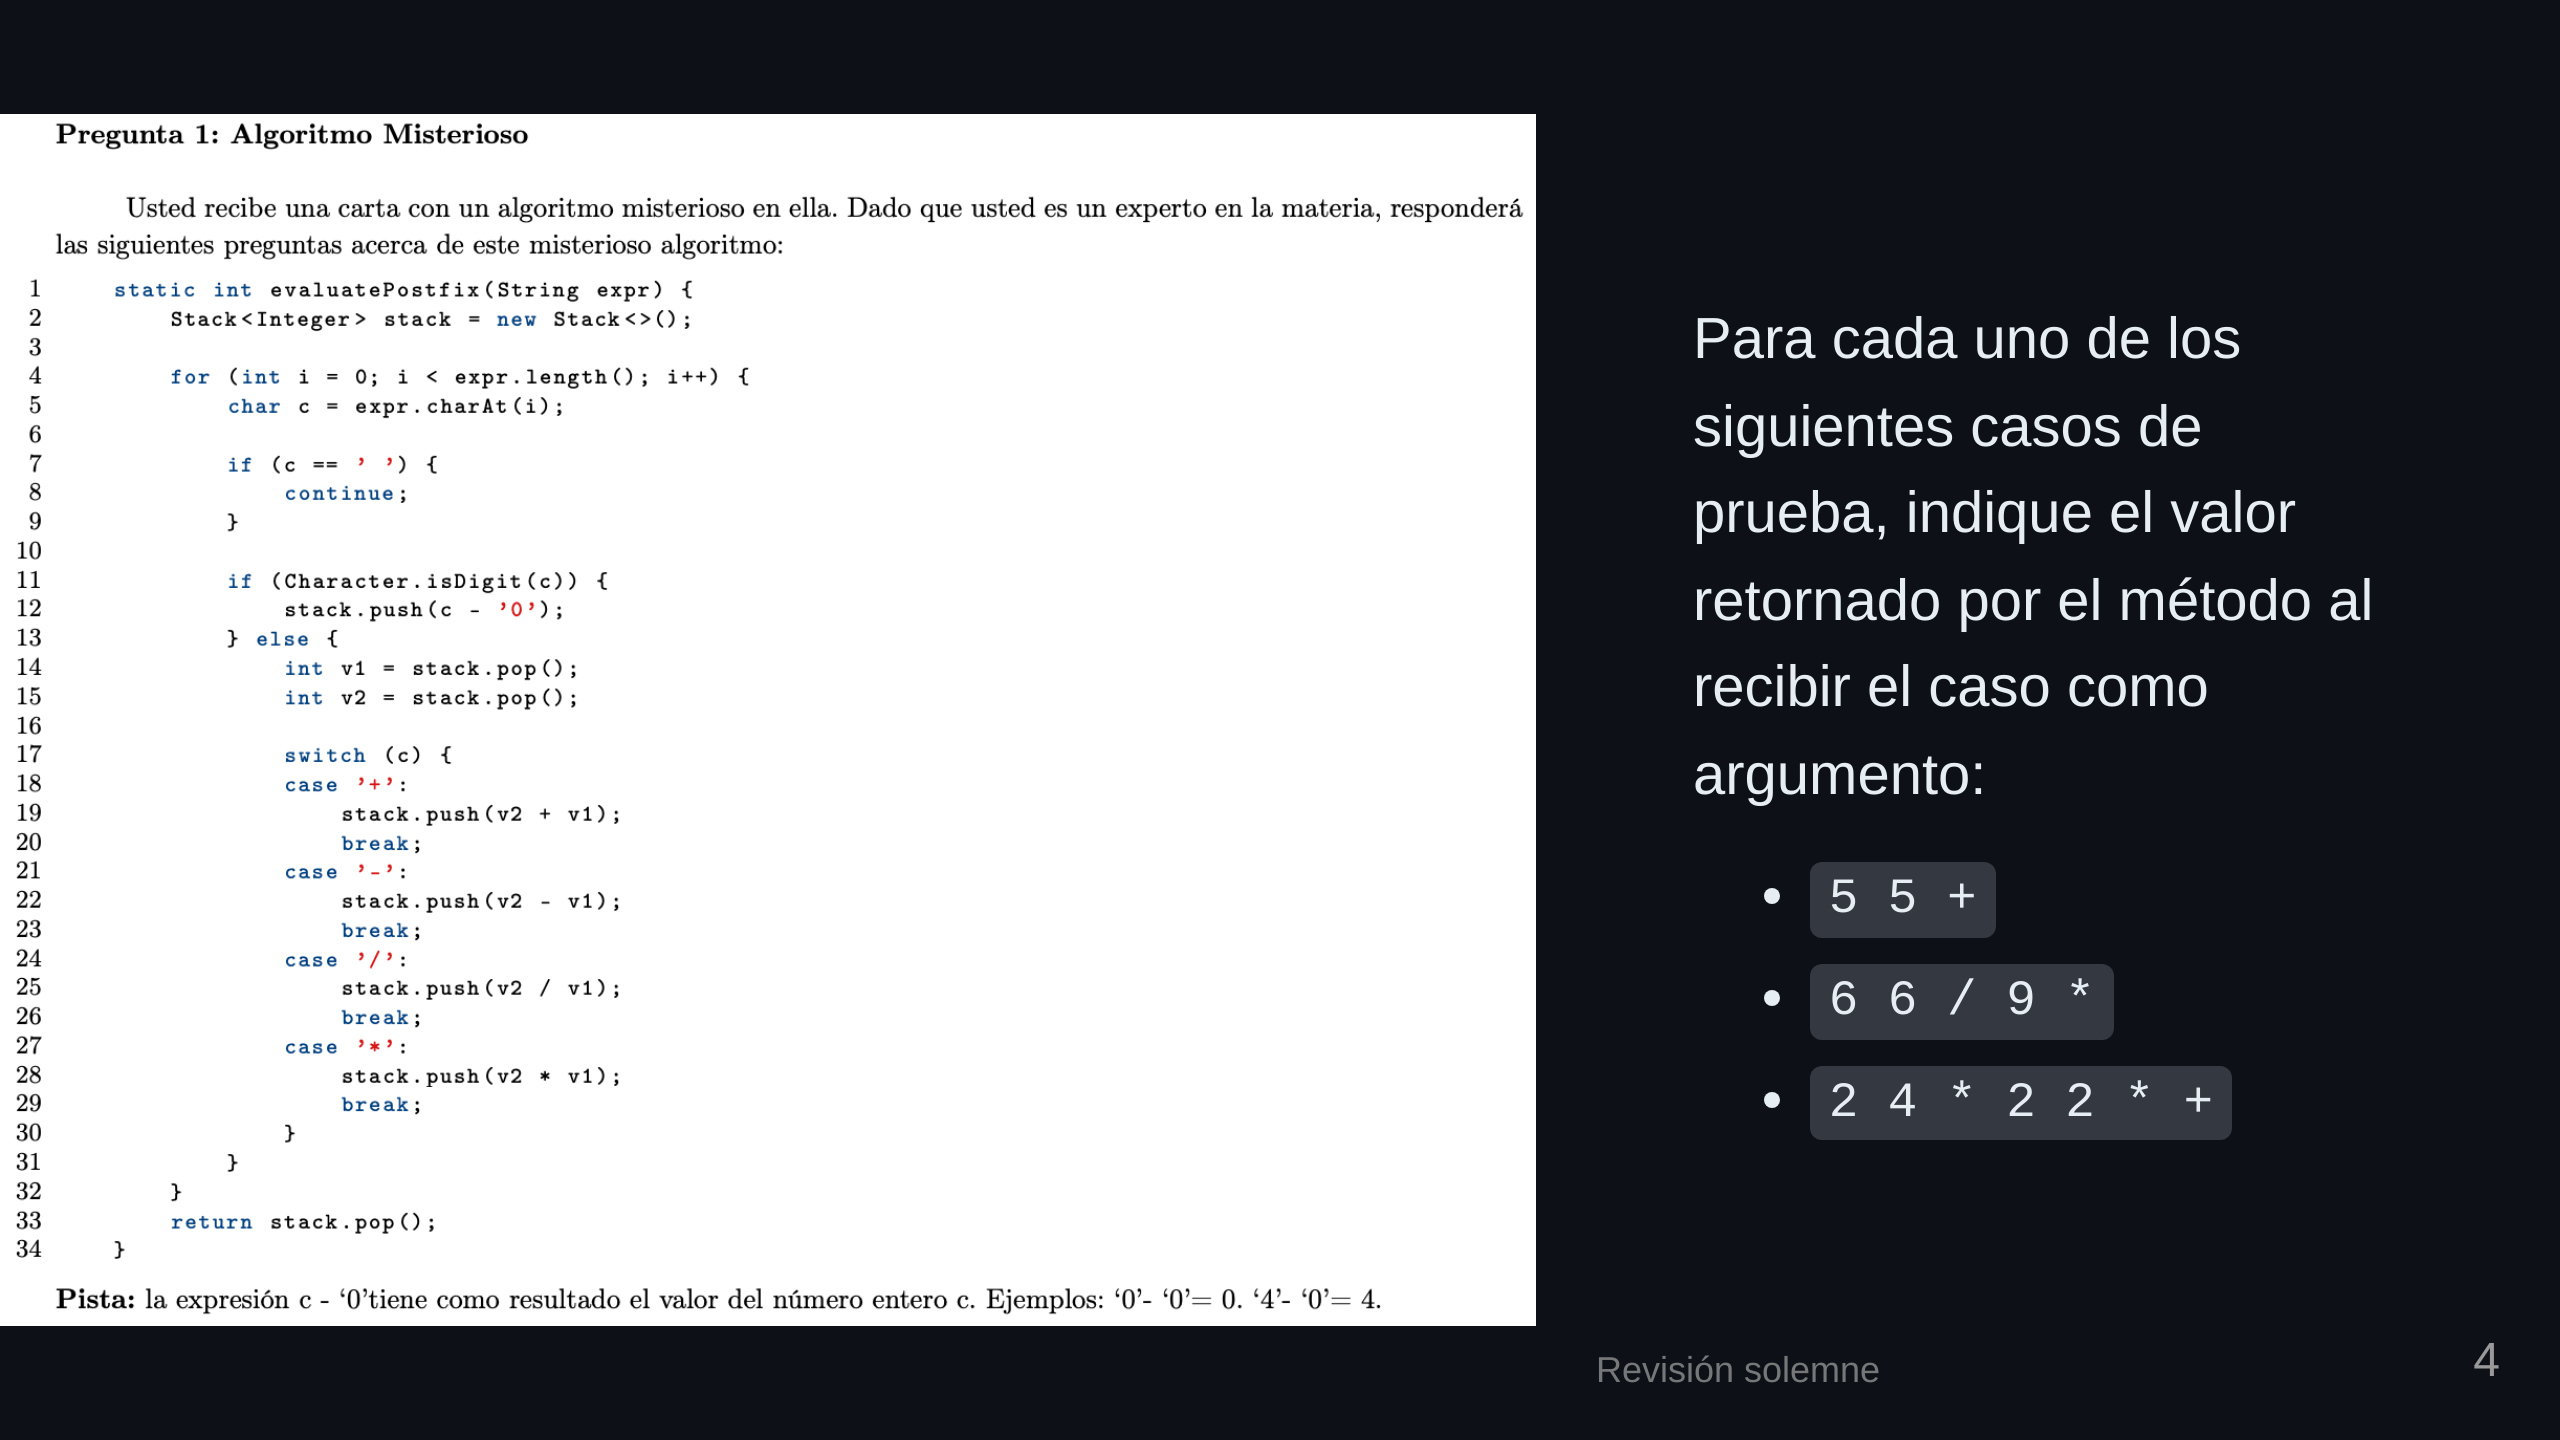 Pregunta 1: Algoritmo Misterioso
Usted recibe una carta con un algoritmo misterioso en ella. Dado que usted es un experto en la materia, responderá
las siguientes preguntas acerca de este misterioso algoritmo:
1 static int evaluatePostfix(String expr) {
2 Stack<Integer> stack = new Stack<>();
3
4 for (int i = 0; i < expr.length(); i++) {
5 char c = expr.charAt(i);
6
7 if (c == ' ') {
8 continue;
9 }
10
11 if (Character.isDigit(c)) {
12 stack.push(c - '0');
13 } else {
14 int v1 = stack.pop();
15 int v2 = stack.pop();
16
17 switch (c) {
18 case '+':
19 stack.push(v2 + v1);
20 break;
21 case '-':
22 stack.push(v2 - v1);
23 break;
24 case '/':
25 stack.push(v2 / v1);
26 break;
27 case '*':
28 stack.push(v2 * v1);
29 break;
30 }
31 }
32 }
33 return stack.pop();
34 }
Pista: la expresión c - ‘0’tiene como resultado el valor del número entero c. Ejemplos: ‘0’- ‘0’= 0. ‘4’- ‘0’= 4.
Para cada uno de los
siguientes casos de
prueba, indique el valor
retornado por el método al
recibir el caso como
argumento:
• 5 5 +
• 6 6 / 9 *
• 2 4 * 2 2 * +
Revisión solemne
4